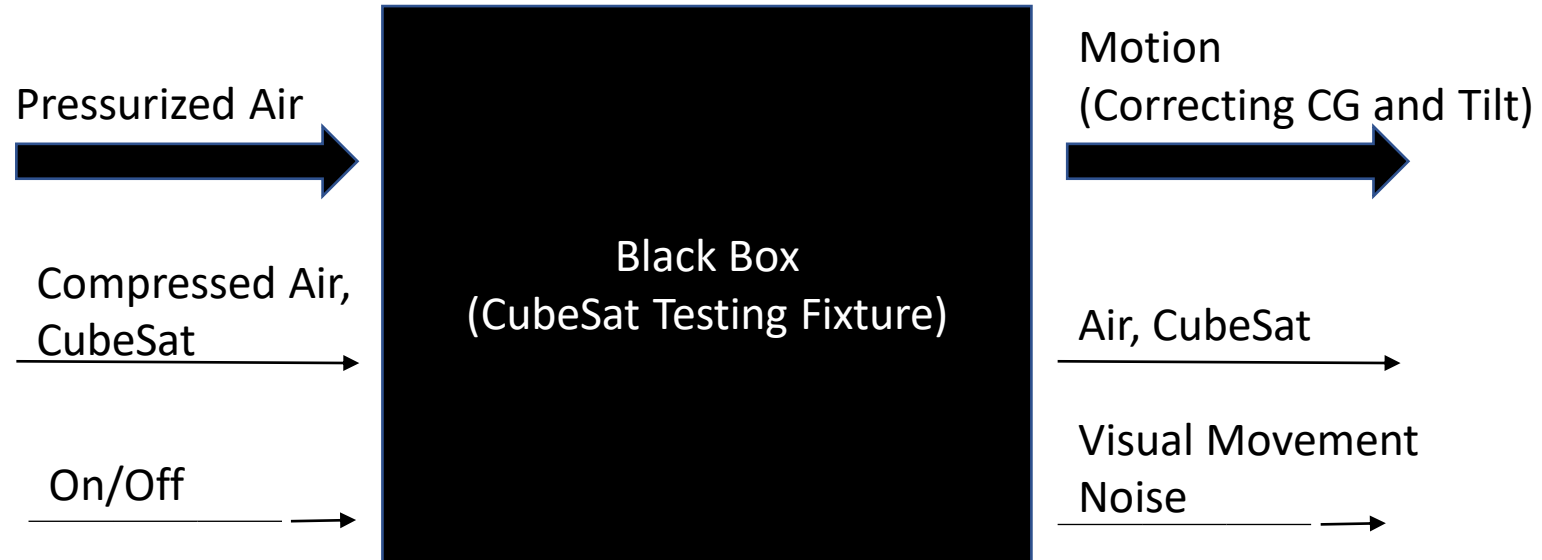 Pressurized Air
Compressed Air,
CubeSat
On/Off
Black Box
(CubeSat Testing Fixture)
Motion
(Correcting CG and Tilt)
Air, CubeSat
Visual Movement
Noise